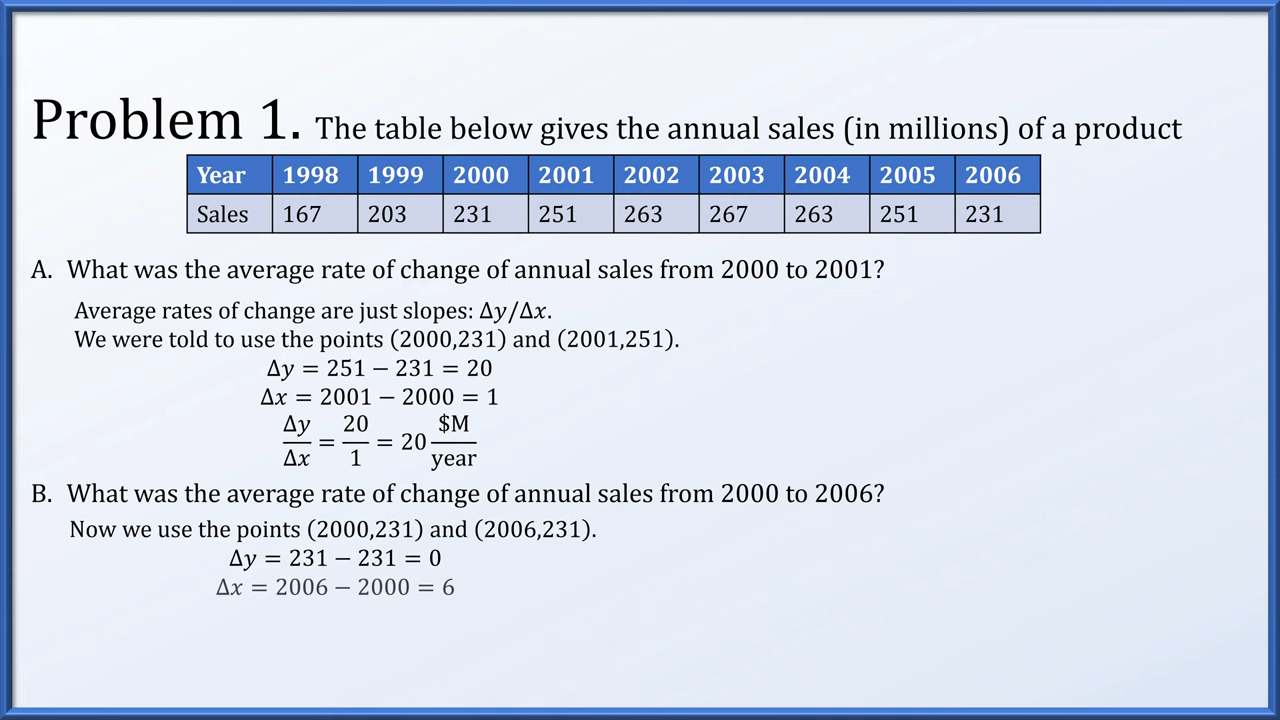 Problem 1. The table below gives the annual sales (in millions) of a product
Year 1998 1999 2000 2001 2002 2003 2004 2005 2006
Sales 167 203 231 251 263 267 263 251 231
A. What was the average rate of change of annual sales from 2000 to 2001?
Average rates of change are just slopes: Δy/Δx.
We were told to use the points (2000,231) and (2001,251).
Δy = 251 − 231 = 20
Δx = 2001 − 2000 = 1
Δy/Δx = 20/1 = 20 $M/year
B. What was the average rate of change of annual sales from 2000 to 2006?
Now we use the points (2000,231) and (2006,231).
Δy = 231 − 231 = 0
Δx = 2006 − 2000 = 6